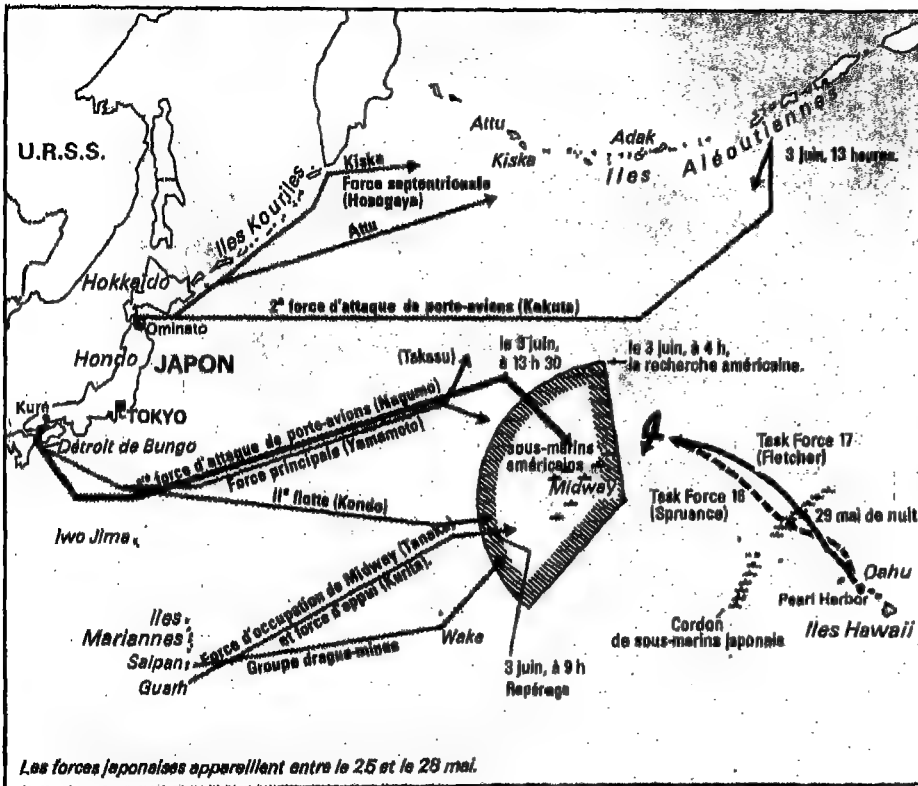 U.R.S.S.
Attu
Kiska
Adak
Iles
Aléoutiennes
3 juin, 13 heures.
Kiska
Force septentrionale
(Hosogaya)
Iles Kouriles
Attu
Hokkaido
2e force d'attaque de porte-avions (Kakuta)
Ominato
Hondo
JAPON
(Takasu)
le 3 juin,
à 13 h 30
le 3 juin, à 4 h,
la recherche américaine.
Kure
TOKYO
Détroit de Bungo
force d'attaque de porte-avions (Nagumo)
Force principale (Yamamoto)
sous-marins
américains
Midway
Task Force 17
(Fletcher)
Task Force 16
(Spruance)
29 mai de nuit
IIe flotte (Kondo)
Iwo Jima
Oahu
Pearl Harbor
Iles Hawaii
Force d'occupation de Midway (Tanaka)
et force d'appui (Kurita).
Iles
Mariannes
Saipan
Guam
Groupe drague-mines
Wake
Cordon
de sous-marins japonais
3 juin, à 9 h
Repérage
Les forces japonaises appareillent entre le 25 et le 28 mai.